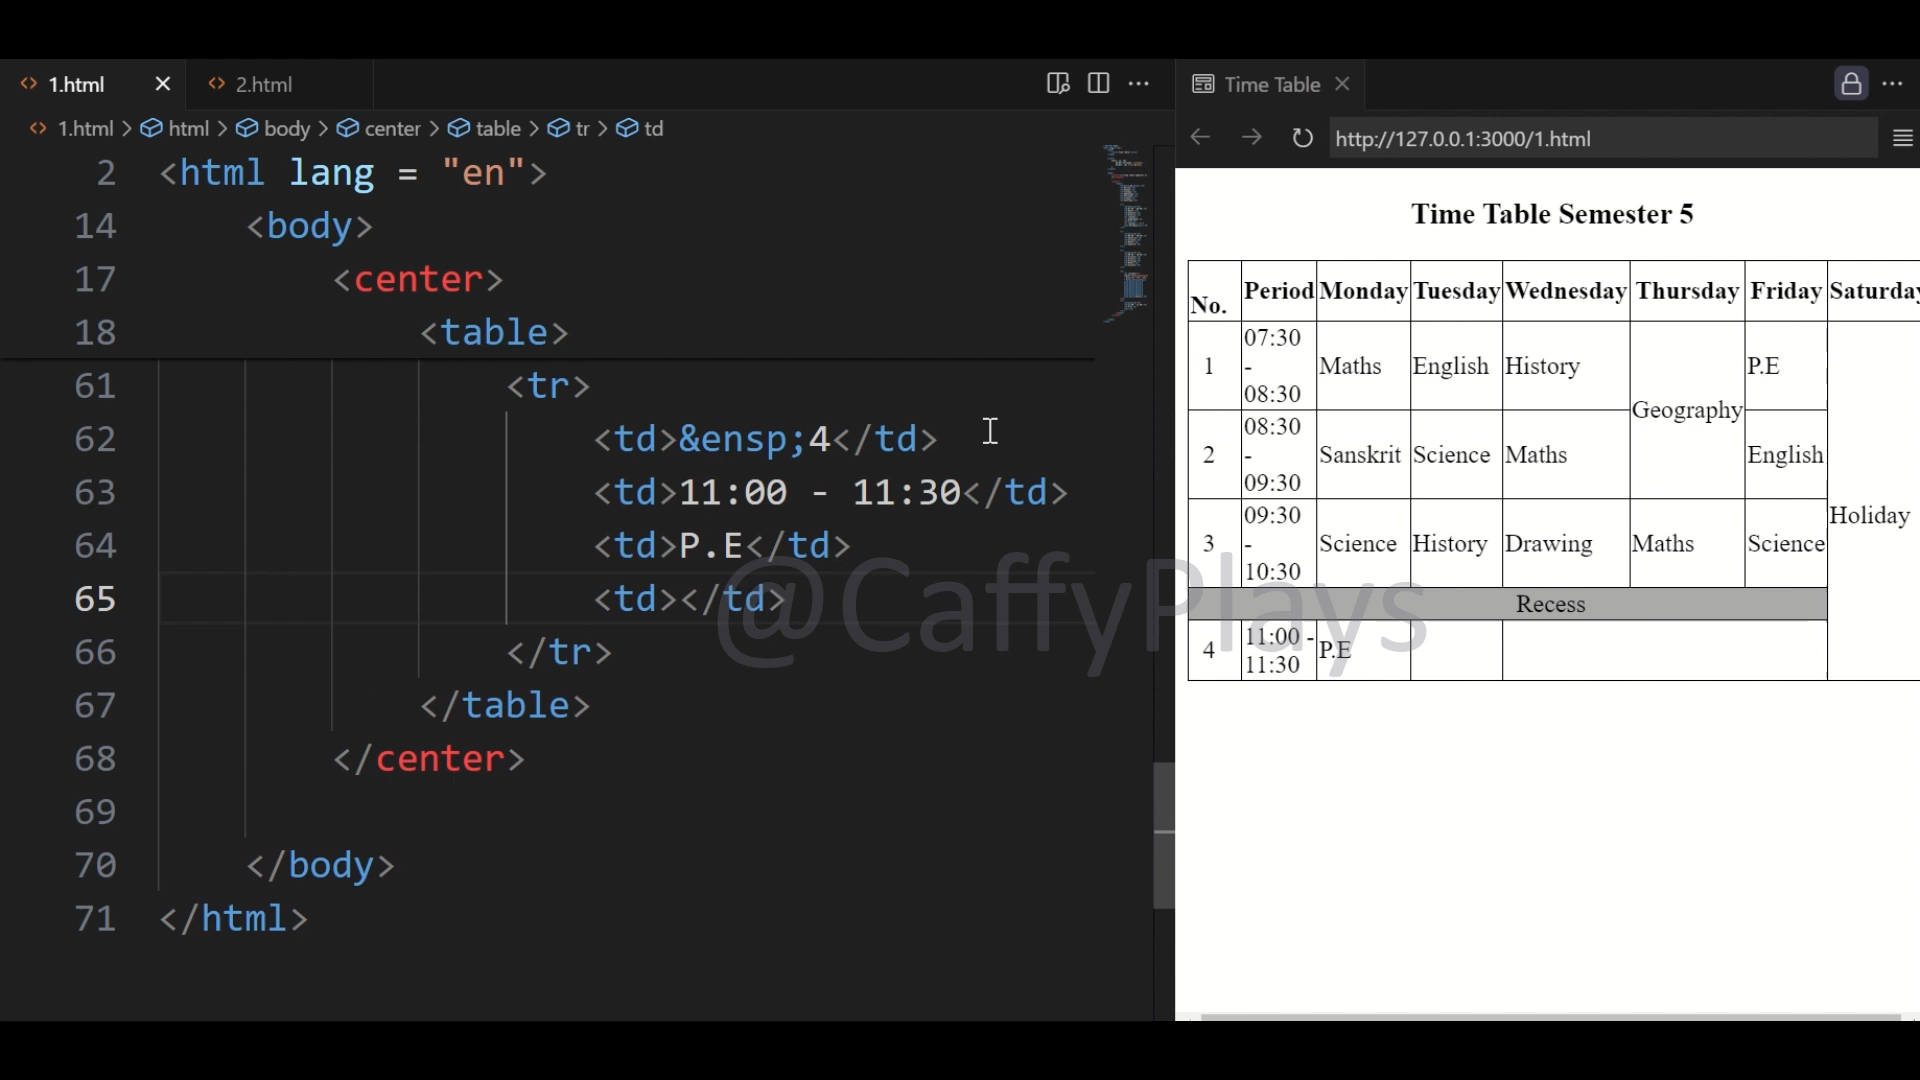 1.html
2.html
Time Table
1.html > html > body > center > table > tr > td
http://127.0.0.1:3000/1.html
2 <html lang = "en">
14 <body>
17 <center>
18 <table>
61 <tr>
62 <td>&ensp;4</td>
63 <td>11:00 - 11:30</td>
64 <td>P.E</td>
65 <td></td>
66 </tr>
67 </table>
68 </center>
69
70 </body>
71 </html>
Time Table Semester 5
No. Period Monday Tuesday Wednesday Thursday Friday Saturday
1 07:30 - 08:30 Maths English History Geography P.E Holiday
2 08:30 - 09:30 Sanskrit Science Maths English
3 09:30 - 10:30 Science History Drawing Maths Science
Recess
4 11:00 - 11:30 P.E
@CaffyPlays